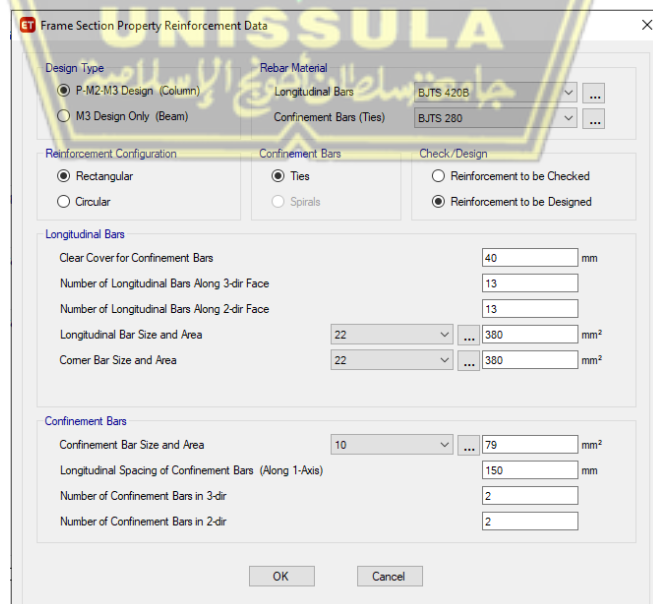 ET Frame Section Property Reinforcement Data
UNISSULA
جامعة سلطان أجونج الإسلامية
Design Type
P-M2-M3 Design (Column)
M3 Design Only (Beam)
Rebar Material
Longitudinal Bars BJTS 420B ...
Confinement Bars (Ties) BJTS 280 ...
Reinforcement Configuration
Rectangular
Circular
Confinement Bars
Ties
Spirals
Check/Design
Reinforcement to be Checked
Reinforcement to be Designed
Longitudinal Bars
Clear Cover for Confinement Bars 40 mm
Number of Longitudinal Bars Along 3-dir Face 13
Number of Longitudinal Bars Along 2-dir Face 13
Longitudinal Bar Size and Area 22 ... 380 mm²
Corner Bar Size and Area 22 ... 380 mm²
Confinement Bars
Confinement Bar Size and Area 10 ... 79 mm²
Longitudinal Spacing of Confinement Bars (Along 1-Axis) 150 mm
Number of Confinement Bars in 3-dir 2
Number of Confinement Bars in 2-dir 2
OK Cancel